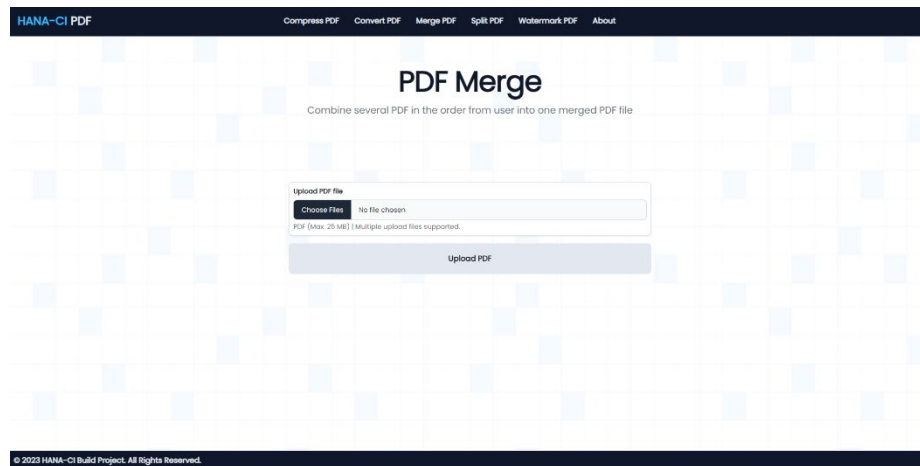 HANA-CI PDF
Compress PDF Convert PDF Merge PDF Split PDF Watermark PDF About
PDF Merge
Combine several PDF in the order from user into one merged PDF file
Upload PDF file
Choose Files No file chosen
PDF (Max. 25 MB) | Multiple upload files supported.
Upload PDF
© 2023 HANA-CI Build Project. All Rights Reserved.